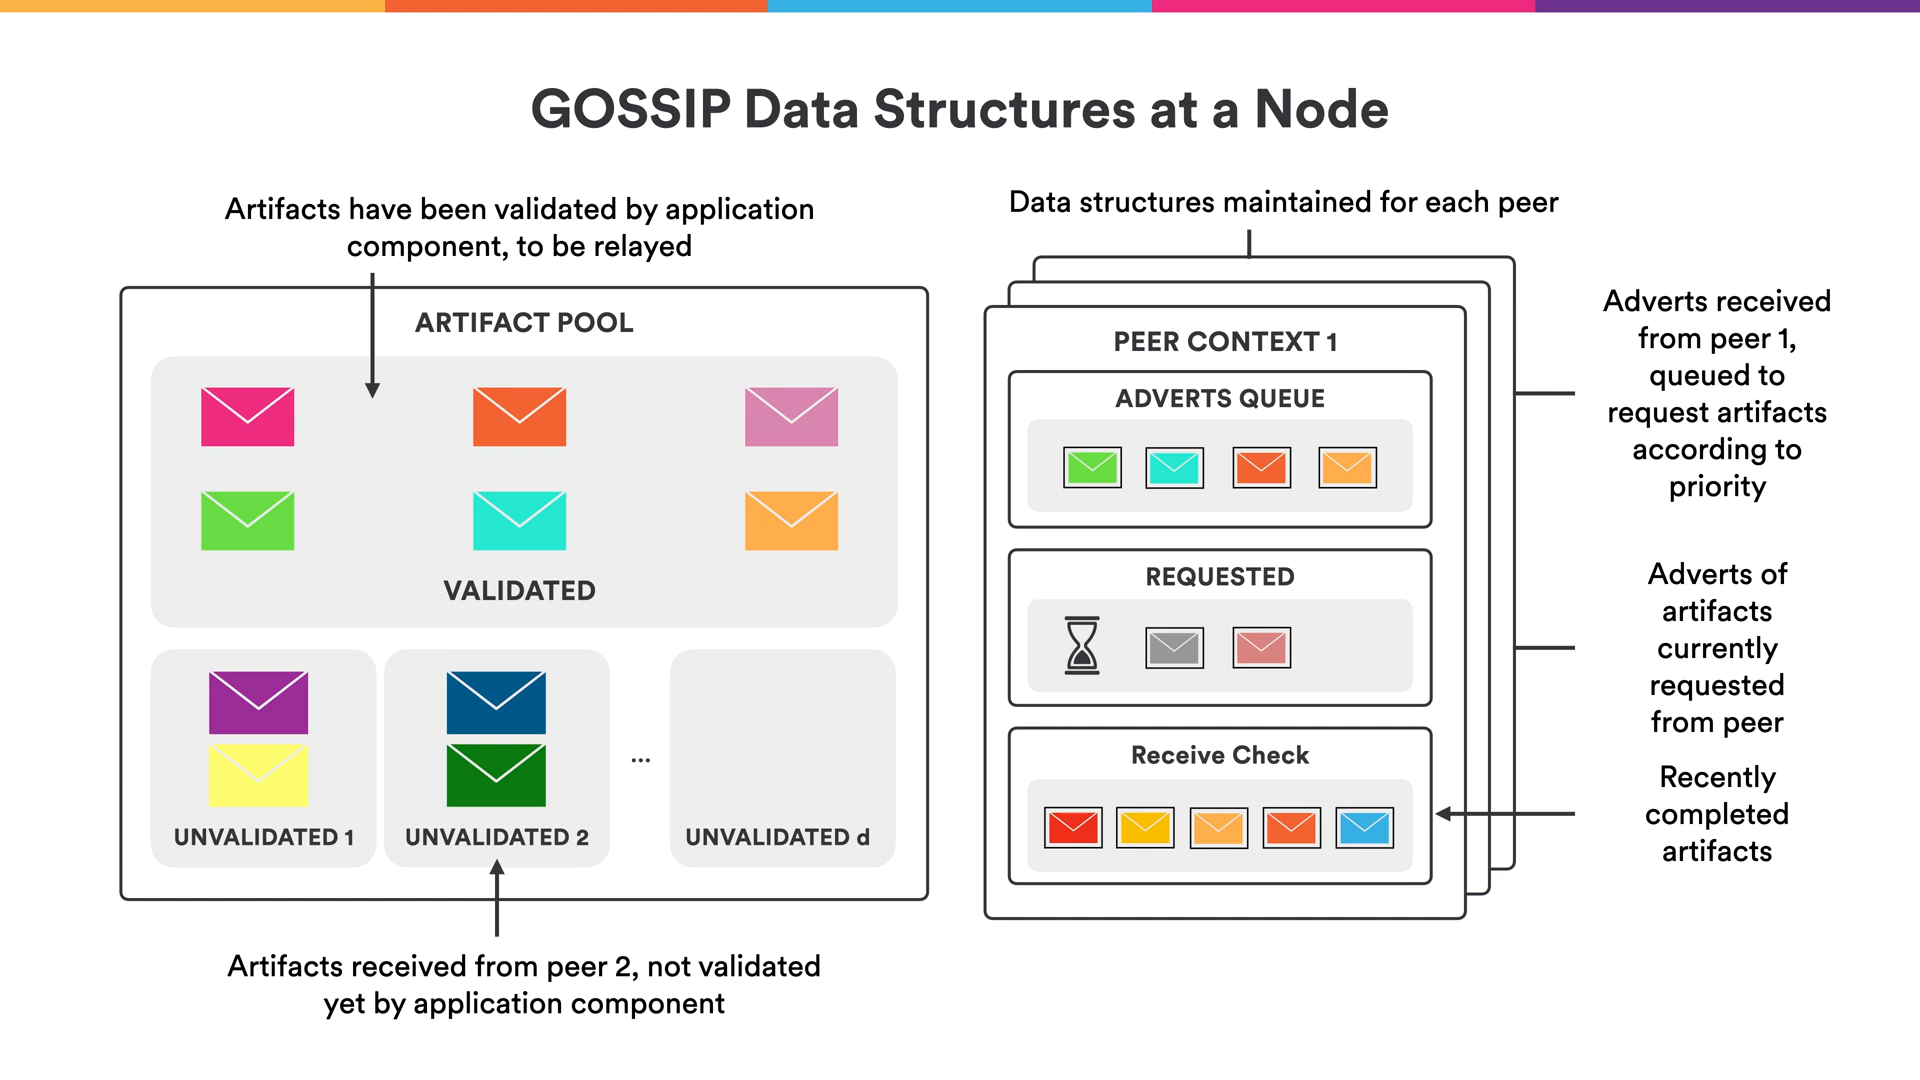 GOSSIP Data Structures at a Node
Artifacts have been validated by application
component, to be relayed
ARTIFACT POOL
VALIDATED
UNVALIDATED 1
UNVALIDATED 2
...
UNVALIDATED d
Artifacts received from peer 2, not validated
yet by application component
Data structures maintained for each peer
PEER CONTEXT 1
ADVERTS QUEUE
REQUESTED
Receive Check
Adverts received
from peer 1,
queued to
request artifacts
according to
priority
Adverts of
artifacts
currently
requested
from peer
Recently
completed
artifacts